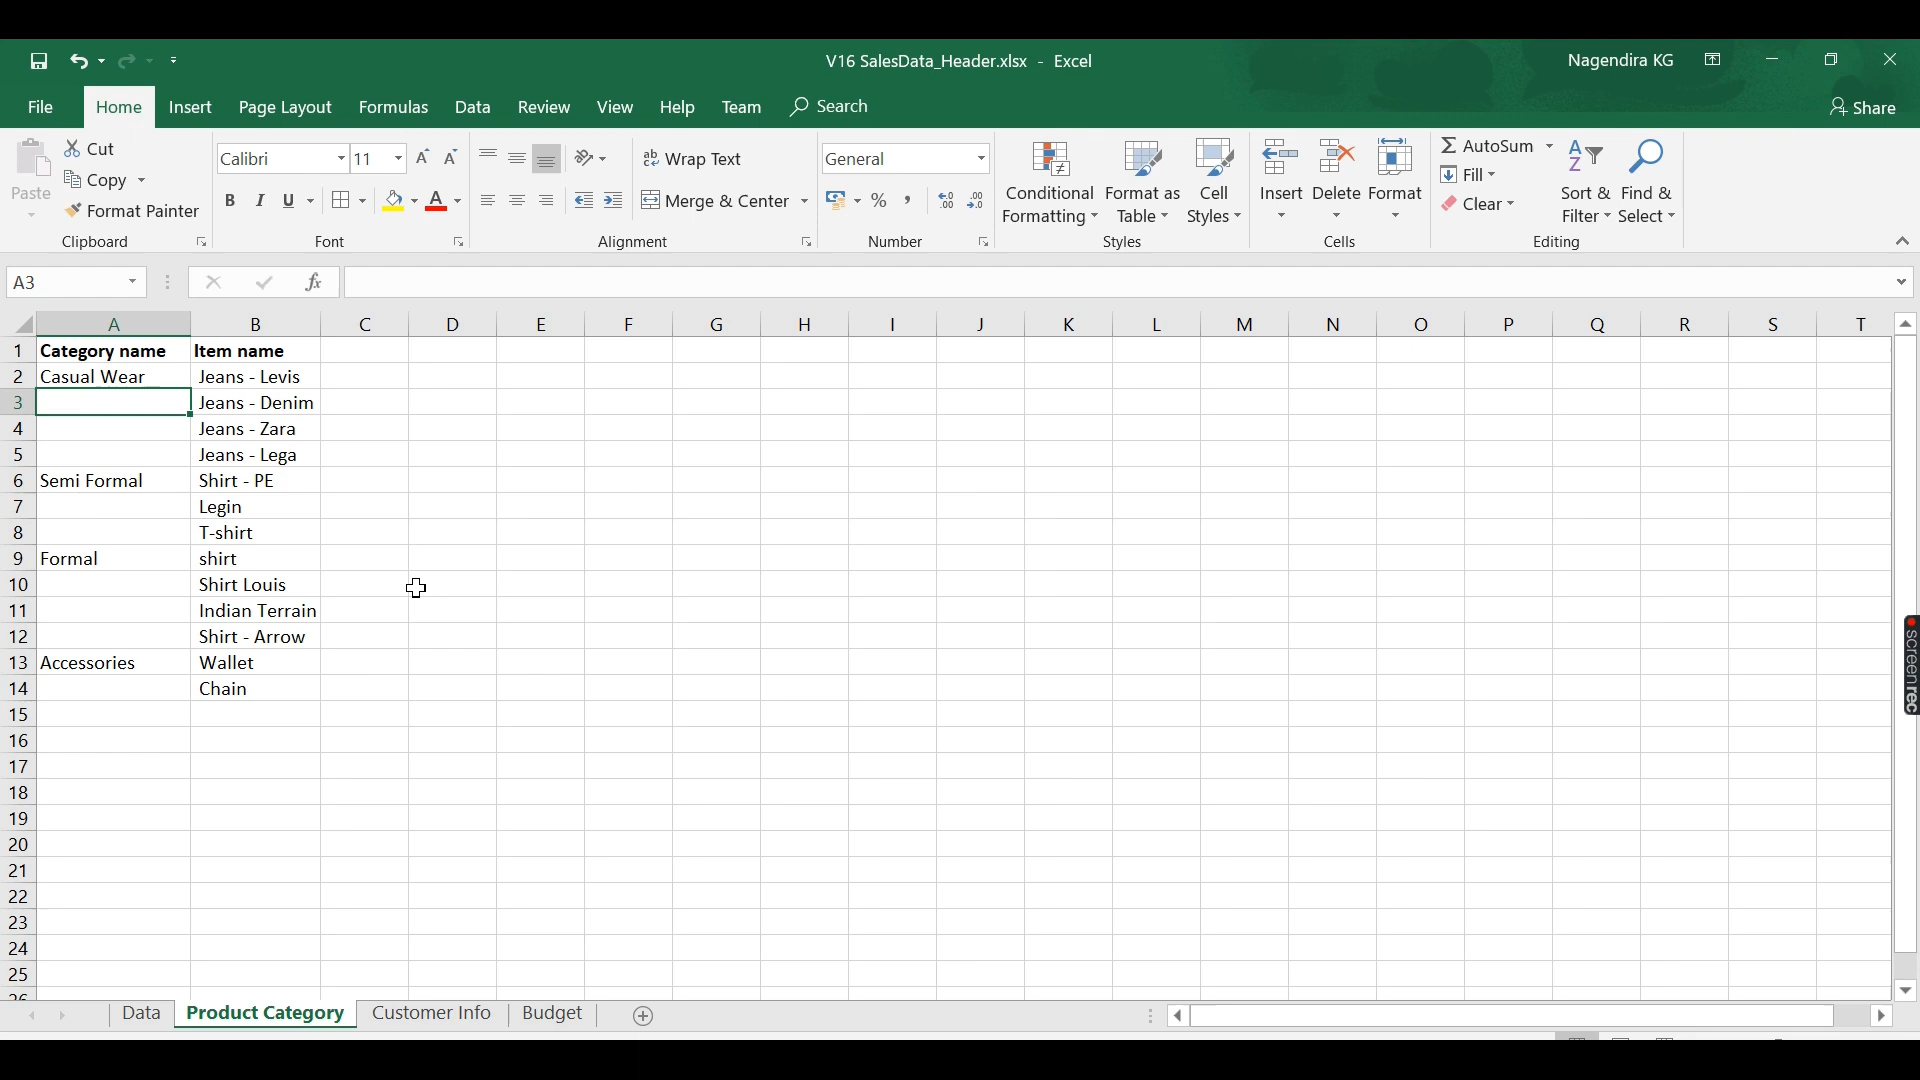 V16 SalesData_Header.xlsx - Excel
Nagendira KG
File Home Insert Page Layout Formulas Data Review View Help Team Search Share
Paste
Cut
Copy
Format Painter
Clipboard
Calibri 11
B I U
Font
Wrap Text
Merge & Center
Alignment
General
% ,
Number
Conditional Formatting
Format as Table
Cell Styles
Styles
Insert Delete Format
Cells
AutoSum
Fill
Clear
Sort & Filter
Find & Select
Editing
A3 fx
A B C D E F G H I J K L M N O P Q R S T
1 Category name Item name
2 Casual Wear Jeans - Levis
3 Jeans - Denim
4 Jeans - Zara
5 Jeans - Lega
6 Semi Formal Shirt - PE
7 Legin
8 T-shirt
9 Formal shirt
10 Shirt Louis
11 Indian Terrain
12 Shirt - Arrow
13 Accessories Wallet
14 Chain
15
16
17
18
19
20
21
22
23
24
25
26
Data Product Category Customer Info Budget
screenrec